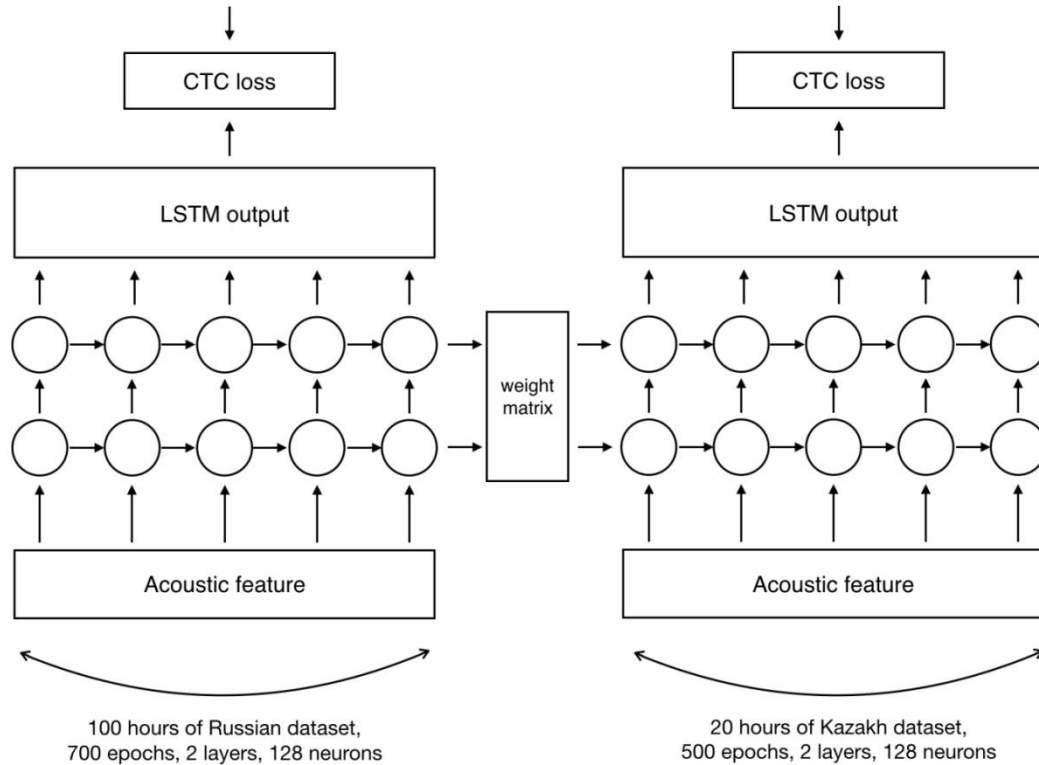 CTC loss
LSTM output
Acoustic feature
100 hours of Russian dataset,
700 epochs, 2 layers, 128 neurons
weight
matrix
CTC loss
LSTM output
Acoustic feature
20 hours of Kazakh dataset,
500 epochs, 2 layers, 128 neurons